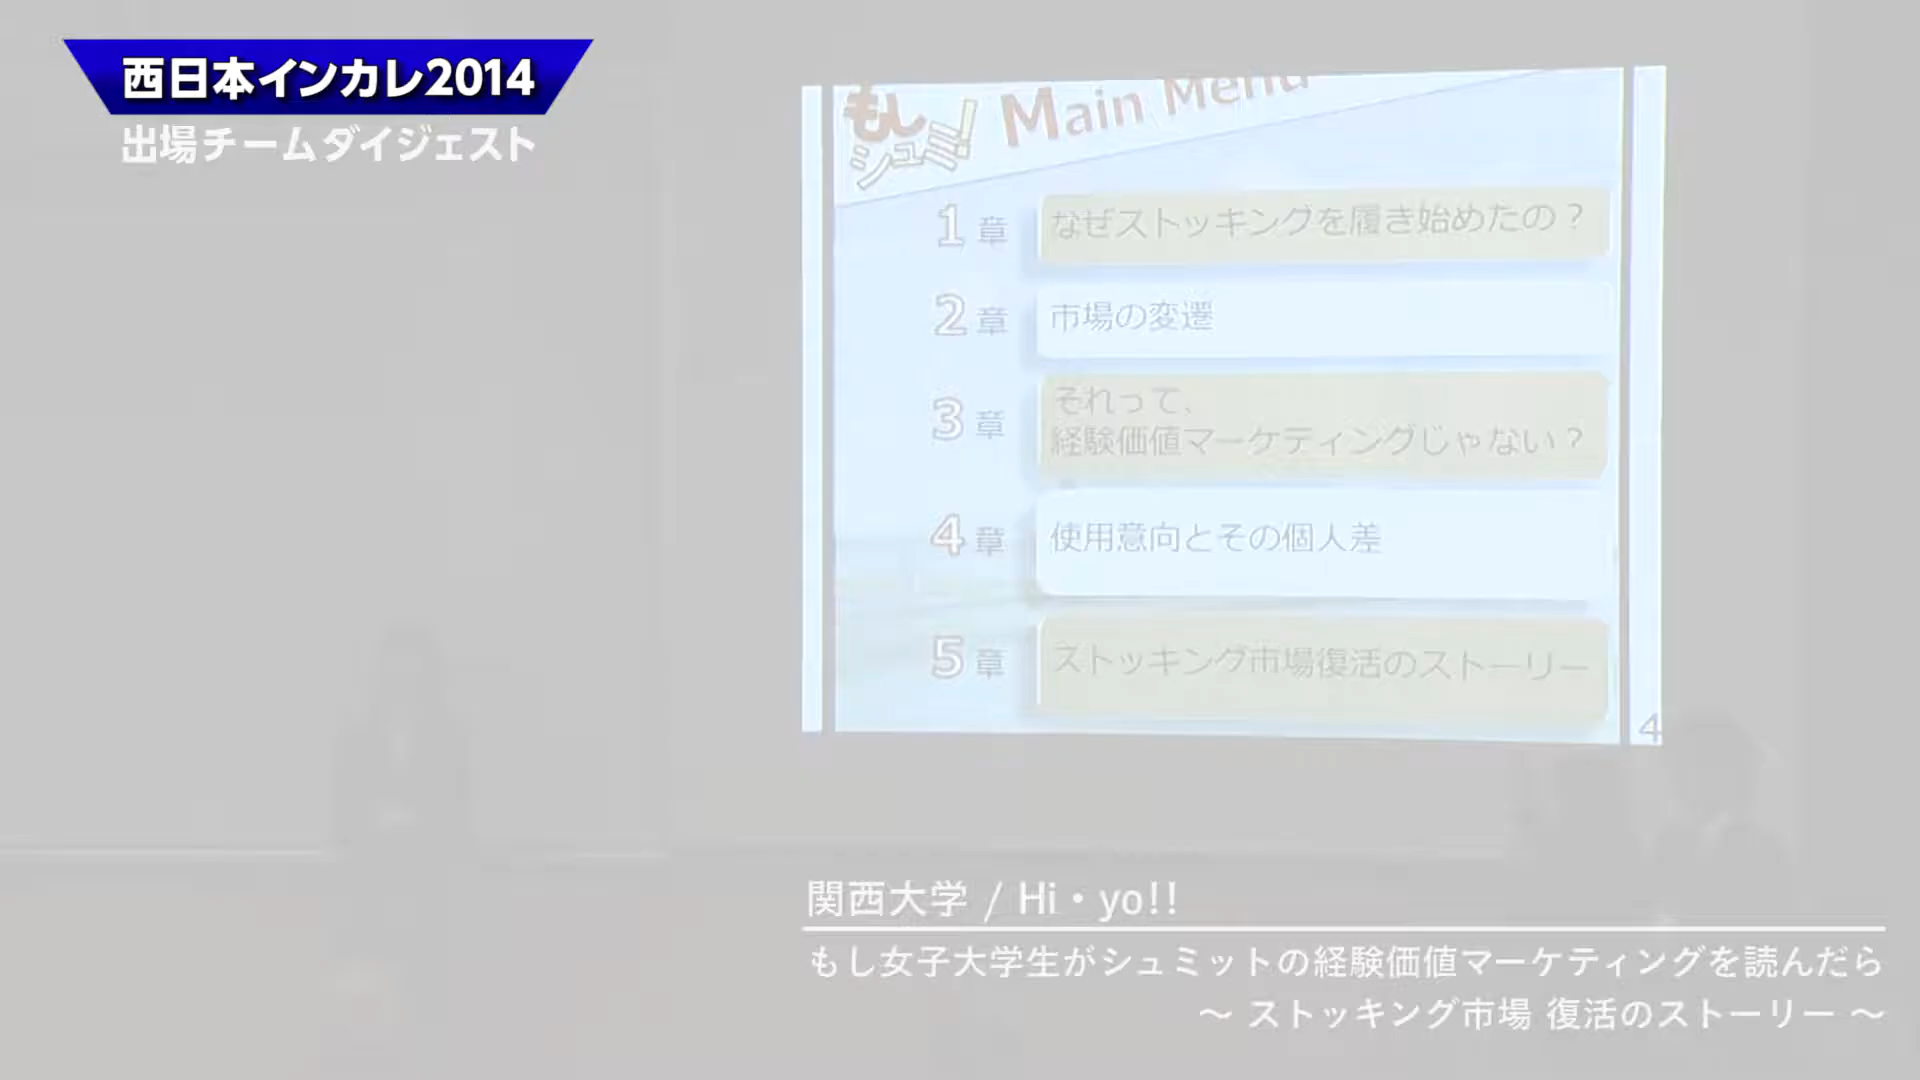 西日本インカレ2014
出場チームダイジェスト
もしシュミ!
Main Menu
1章 なぜストッキングを履き始めたの？
2章 市場の変遷
3章 それって、
経験価値マーケティングじゃない？
4章 使用意向とその個人差
5章 ストッキング市場復活のストーリー
4
関西大学 / Hi・yo!!
もし女子大学生がシュミットの経験価値マーケティングを読んだら
～ ストッキング市場 復活のストーリー ～